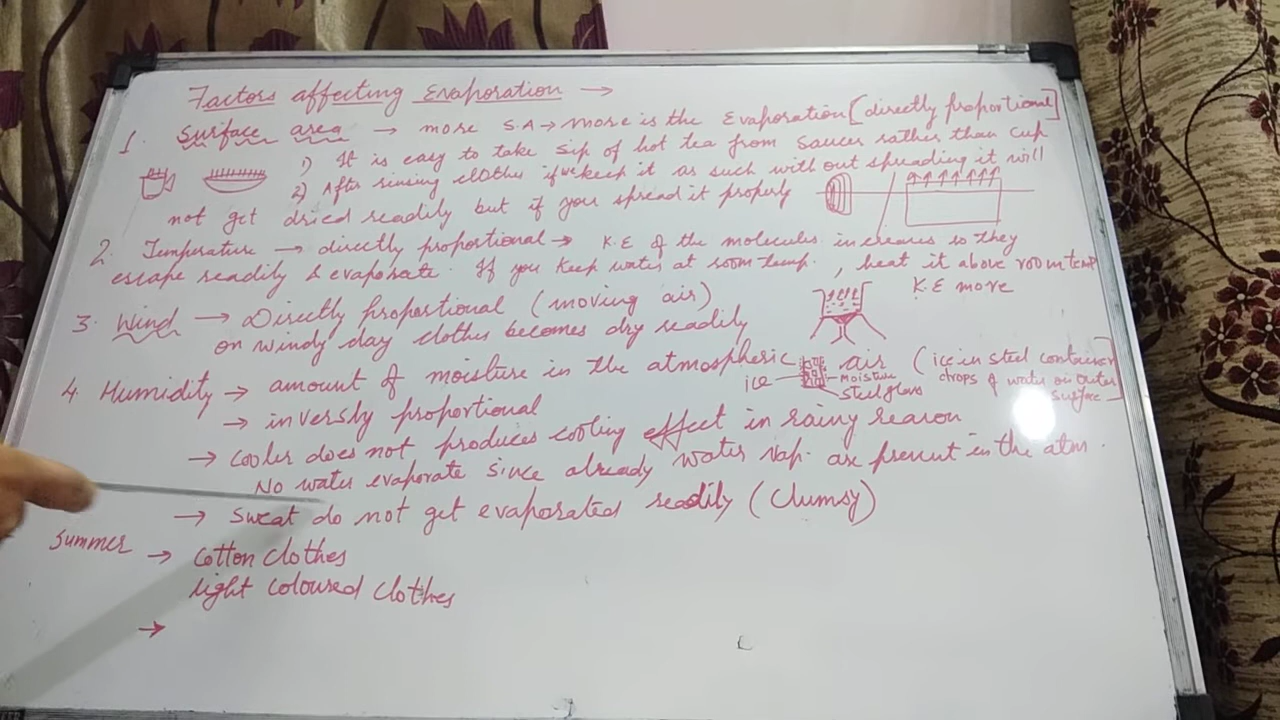 Factors affecting Evaporation →
1. Surface area → more S.A → more is the Evaporation [directly proportional]
1) It is easy to take sip of hot tea from saucer rather than cup
2) After rinsing clothes if we keep it as such with out spreading it will
not get dried readily but if you spread it properly
2. Temperature → directly proportional → K.E of the molecules increases so they
escape readily & evaporate. If you keep water at room temp., heat it above room temp
K.E more
3. Wind → Directly proportional (moving air)
on windy day clothes becomes dry readily
4. Humidity → amount of moisture in the atmospheric air (ice in steel container
drops of water on outer
surface)
ice
moisture
steel glass
→ inversly proportional
→ cooler does not produces cooling effect in rainy season
No water evaporate since already water vap. are present in the atm.
→ Sweat do not get evaporated readily (Clumsy)
Summer → Cotton clothes
light coloured clothes
→